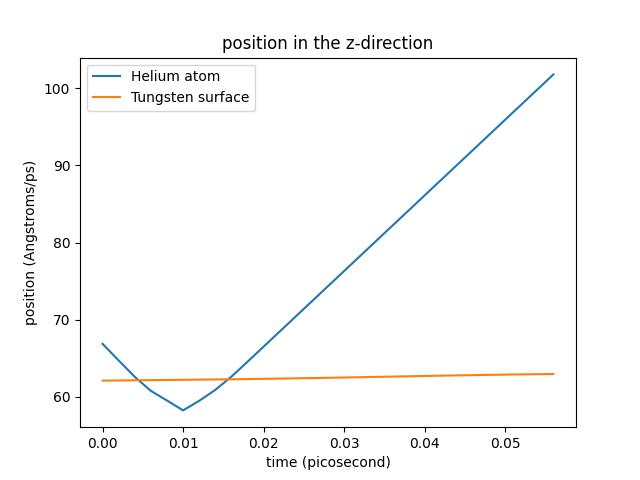 position in the z-direction
Helium atom
Tungsten surface
position (Angstroms/ps)
100
90
80
70
60
0.00
0.01
0.02
0.03
0.04
0.05
time (picosecond)